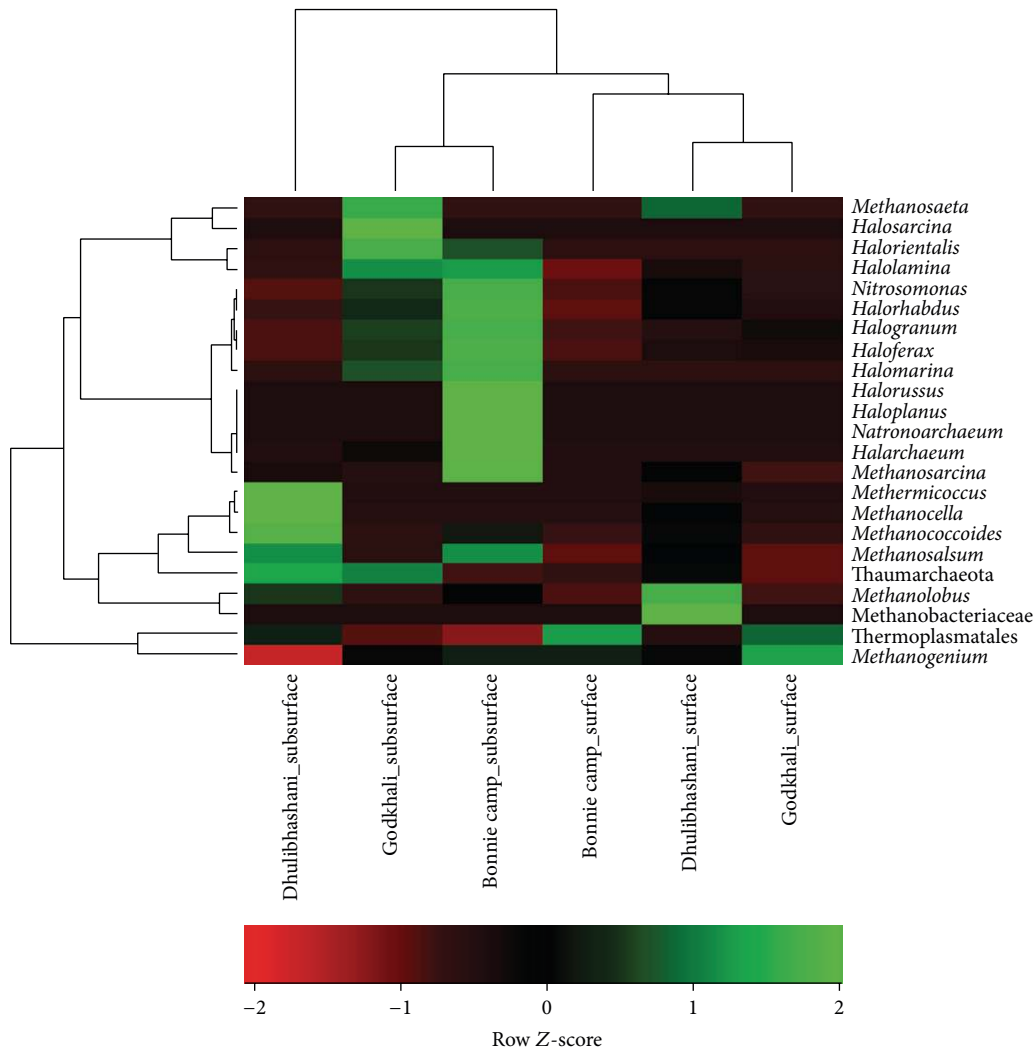 Methanosaeta
Halosarcina
Halorientalis
Halolamina
Nitrosomonas
Halorhabdus
Halogranum
Haloferax
Halomarina
Halorussus
Haloplanus
Natronoarchaeum
Halarchaeum
Methanosarcina
Methermicoccus
Methanocella
Methanococcoides
Methanosalsum
Thaumarchaeota
Methanolobus
Methanobacteriaceae
Thermoplasmatales
Methanogenium
Dhulibhashani_subsurface
Godkhali_subsurface
Bonnie camp_subsurface
Bonnie camp_surface
Dhulibhashani_surface
Godkhali_surface
−2 −1 0 1 2
Row Z-score